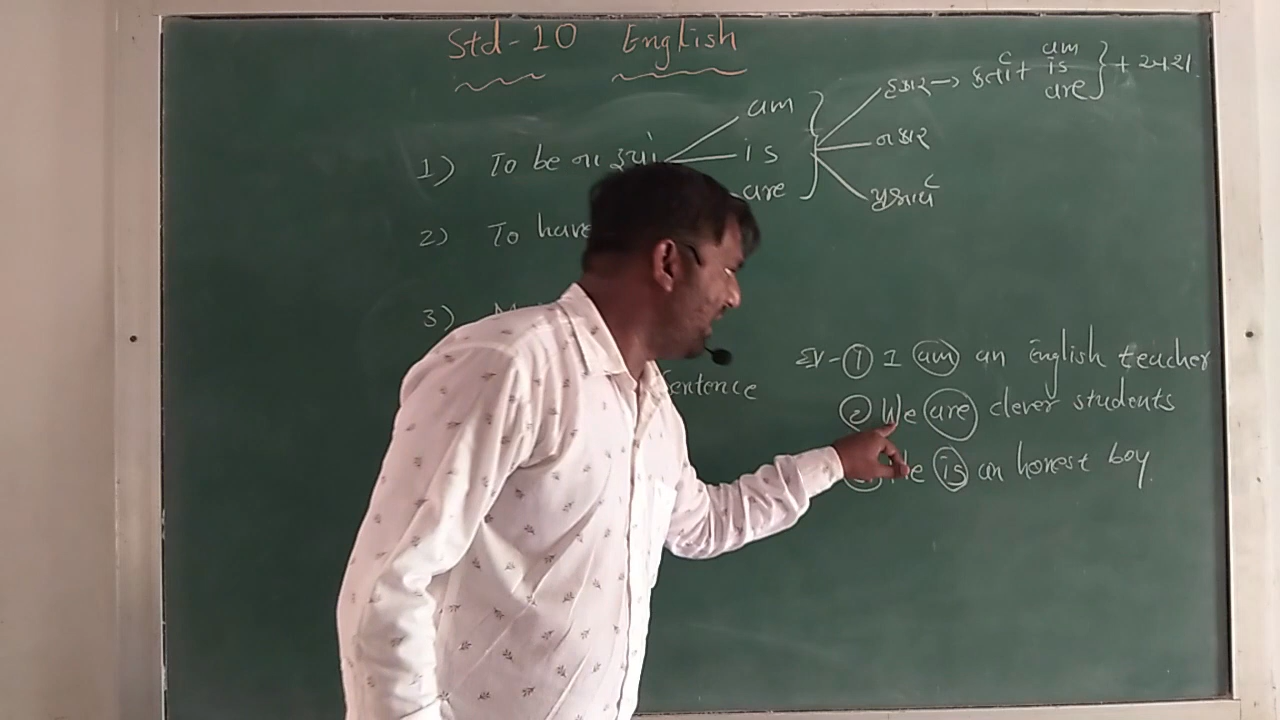 Std-10 English
1) To be ના રૂપો am is are
હકાર → કર્તા + am is are + અન્ય.
નકાર
પ્રશ્નાર્થ
2) To have
3)
sentence
Ex-① I am an English teacher
② We are clever students
He is an honest boy.